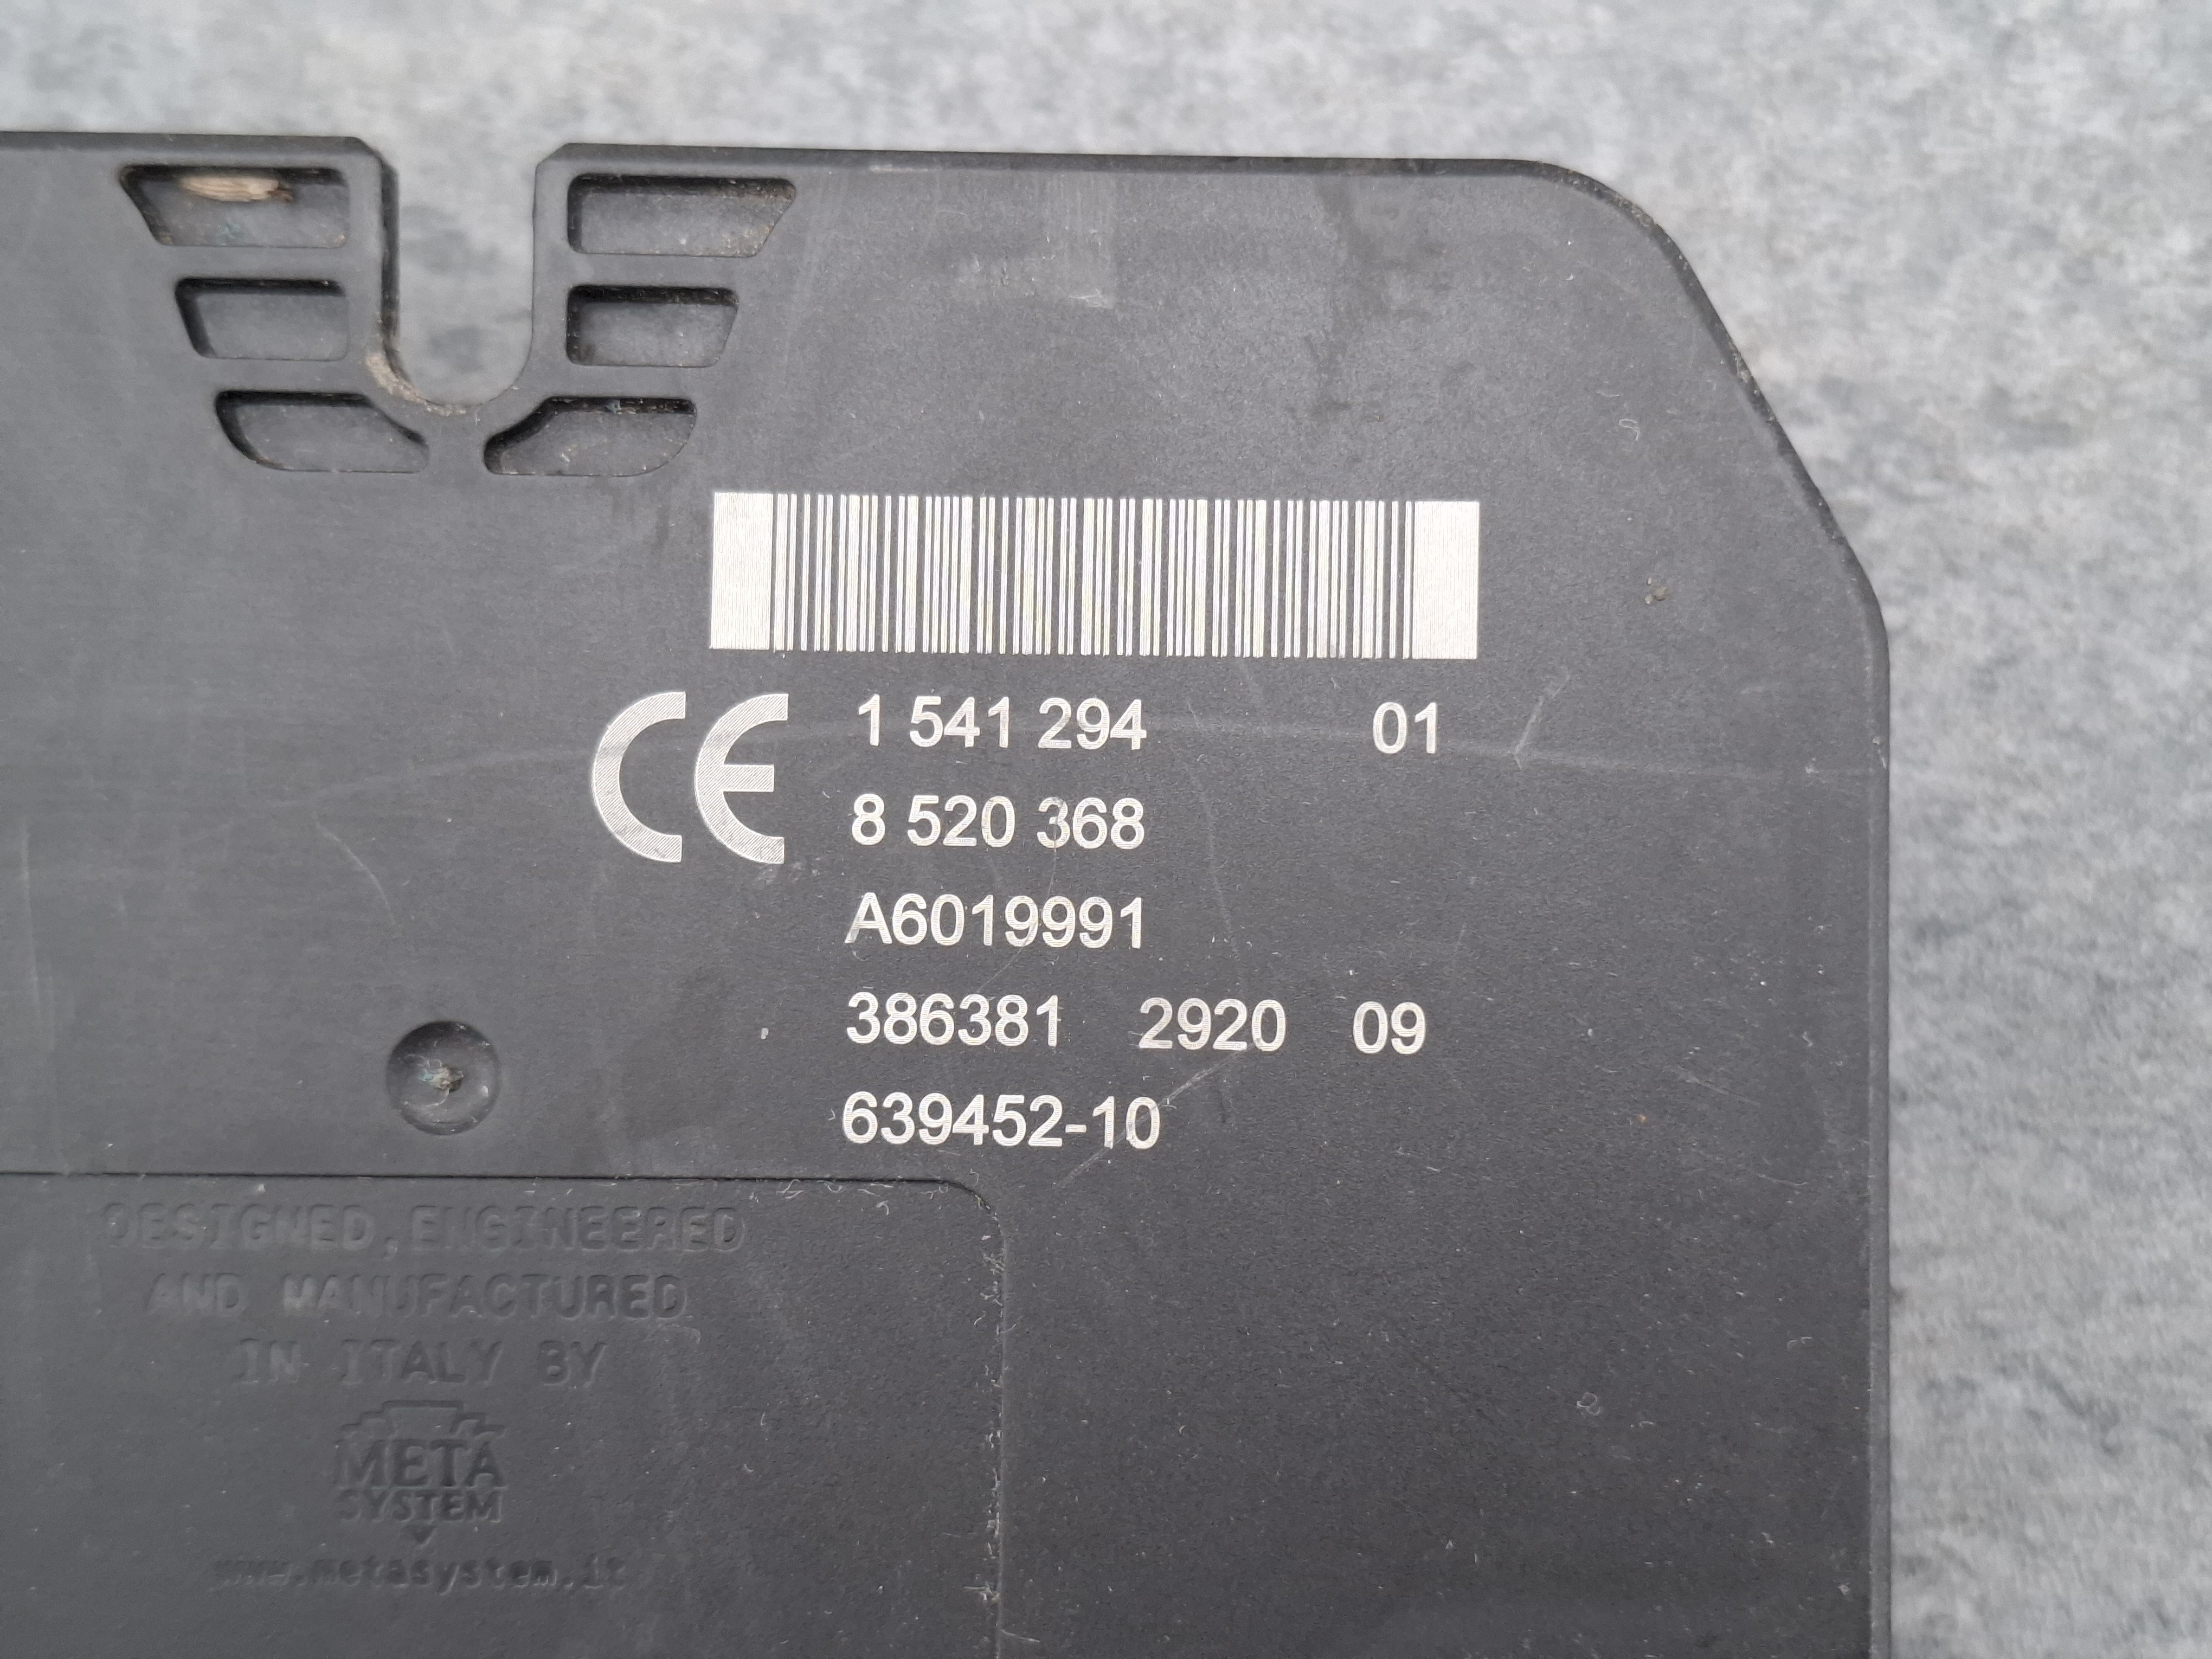 CE
1 541 294 01
8 520 368
A6019991
386381 2920 09
639452-10
DESIGNED, ENGINEERED
AND MANUFACTURED
IN ITALY BY
META
SYSTEM
www.metasystem.it